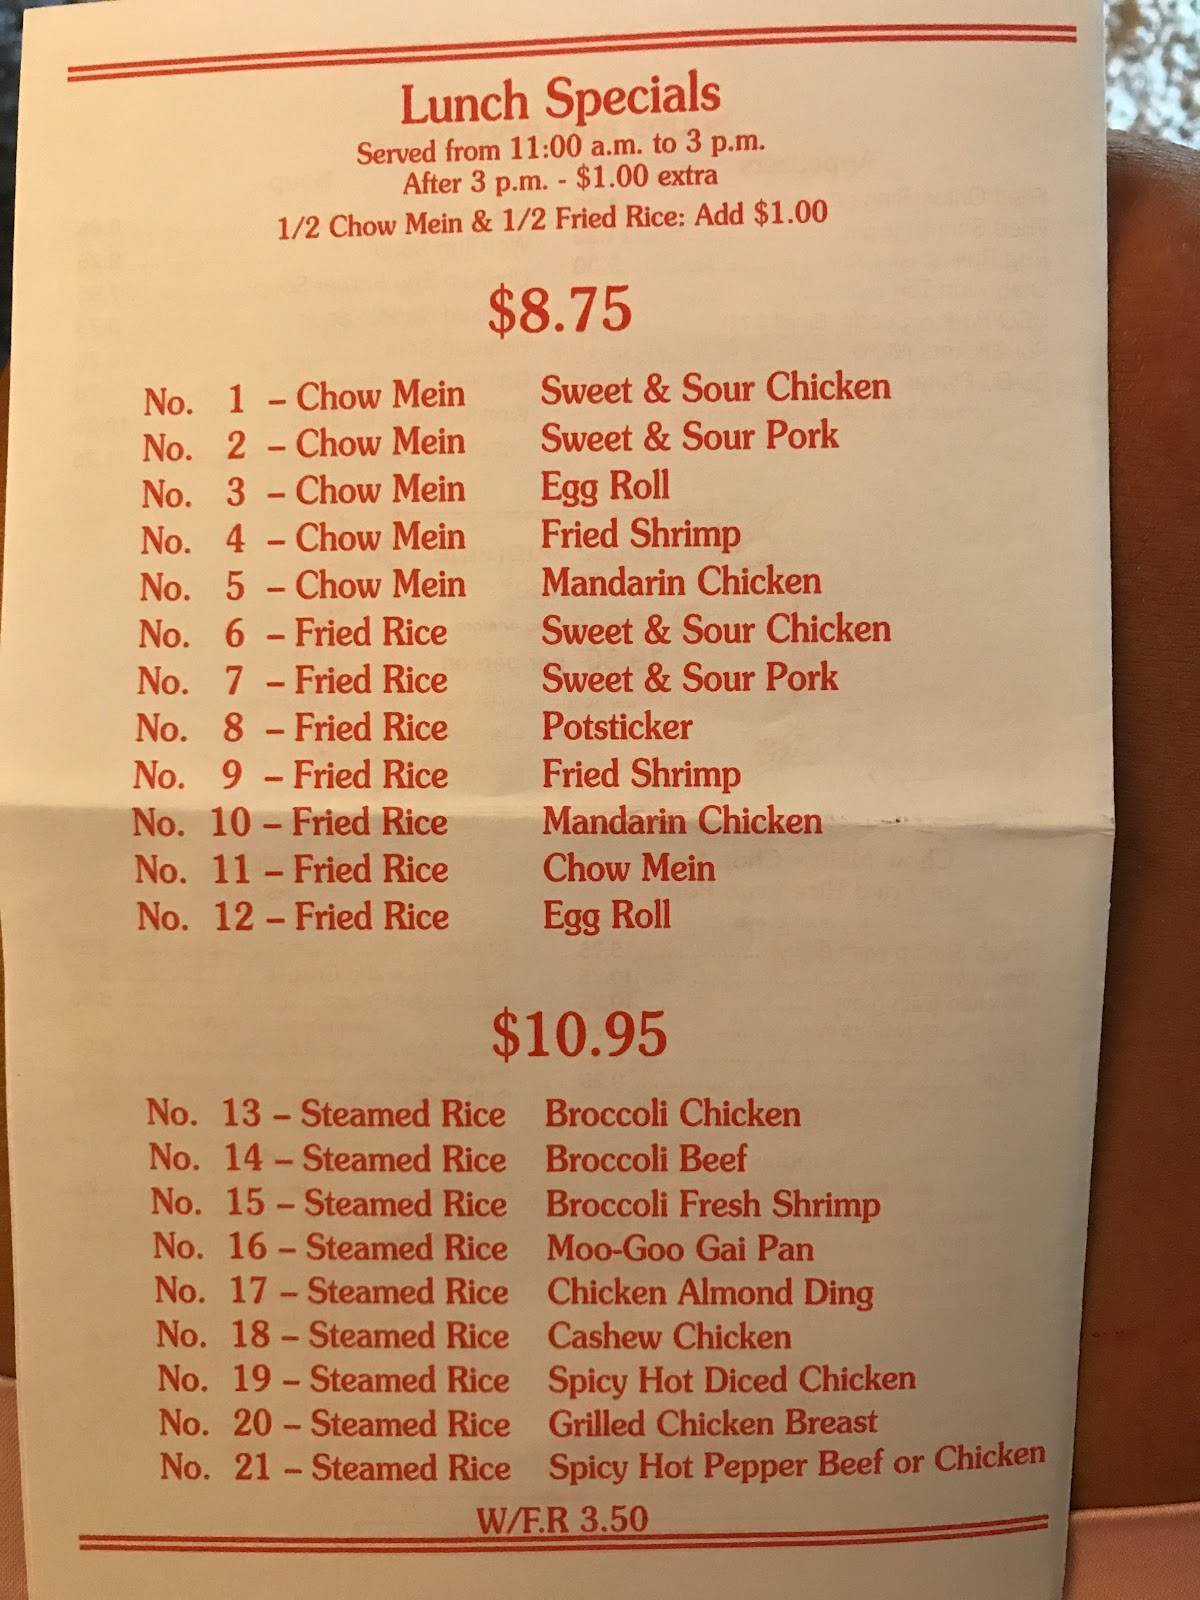 Lunch Specials
Served from 11:00 a.m. to 3 p.m.
After 3 p.m. - $1.00 extra
1/2 Chow Mein & 1/2 Fried Rice: Add $1.00
$8.75
No. 1 – Chow Mein Sweet & Sour Chicken
No. 2 – Chow Mein Sweet & Sour Pork
No. 3 – Chow Mein Egg Roll
No. 4 – Chow Mein Fried Shrimp
No. 5 – Chow Mein Mandarin Chicken
No. 6 – Fried Rice Sweet & Sour Chicken
No. 7 – Fried Rice Sweet & Sour Pork
No. 8 – Fried Rice Potsticker
No. 9 – Fried Rice Fried Shrimp
No. 10 – Fried Rice Mandarin Chicken
No. 11 – Fried Rice Chow Mein
No. 12 – Fried Rice Egg Roll
$10.95
No. 13 – Steamed Rice Broccoli Chicken
No. 14 – Steamed Rice Broccoli Beef
No. 15 – Steamed Rice Broccoli Fresh Shrimp
No. 16 – Steamed Rice Moo-Goo Gai Pan
No. 17 – Steamed Rice Chicken Almond Ding
No. 18 – Steamed Rice Cashew Chicken
No. 19 – Steamed Rice Spicy Hot Diced Chicken
No. 20 – Steamed Rice Grilled Chicken Breast
No. 21 – Steamed Rice Spicy Hot Pepper Beef or Chicken
W/F.R 3.50